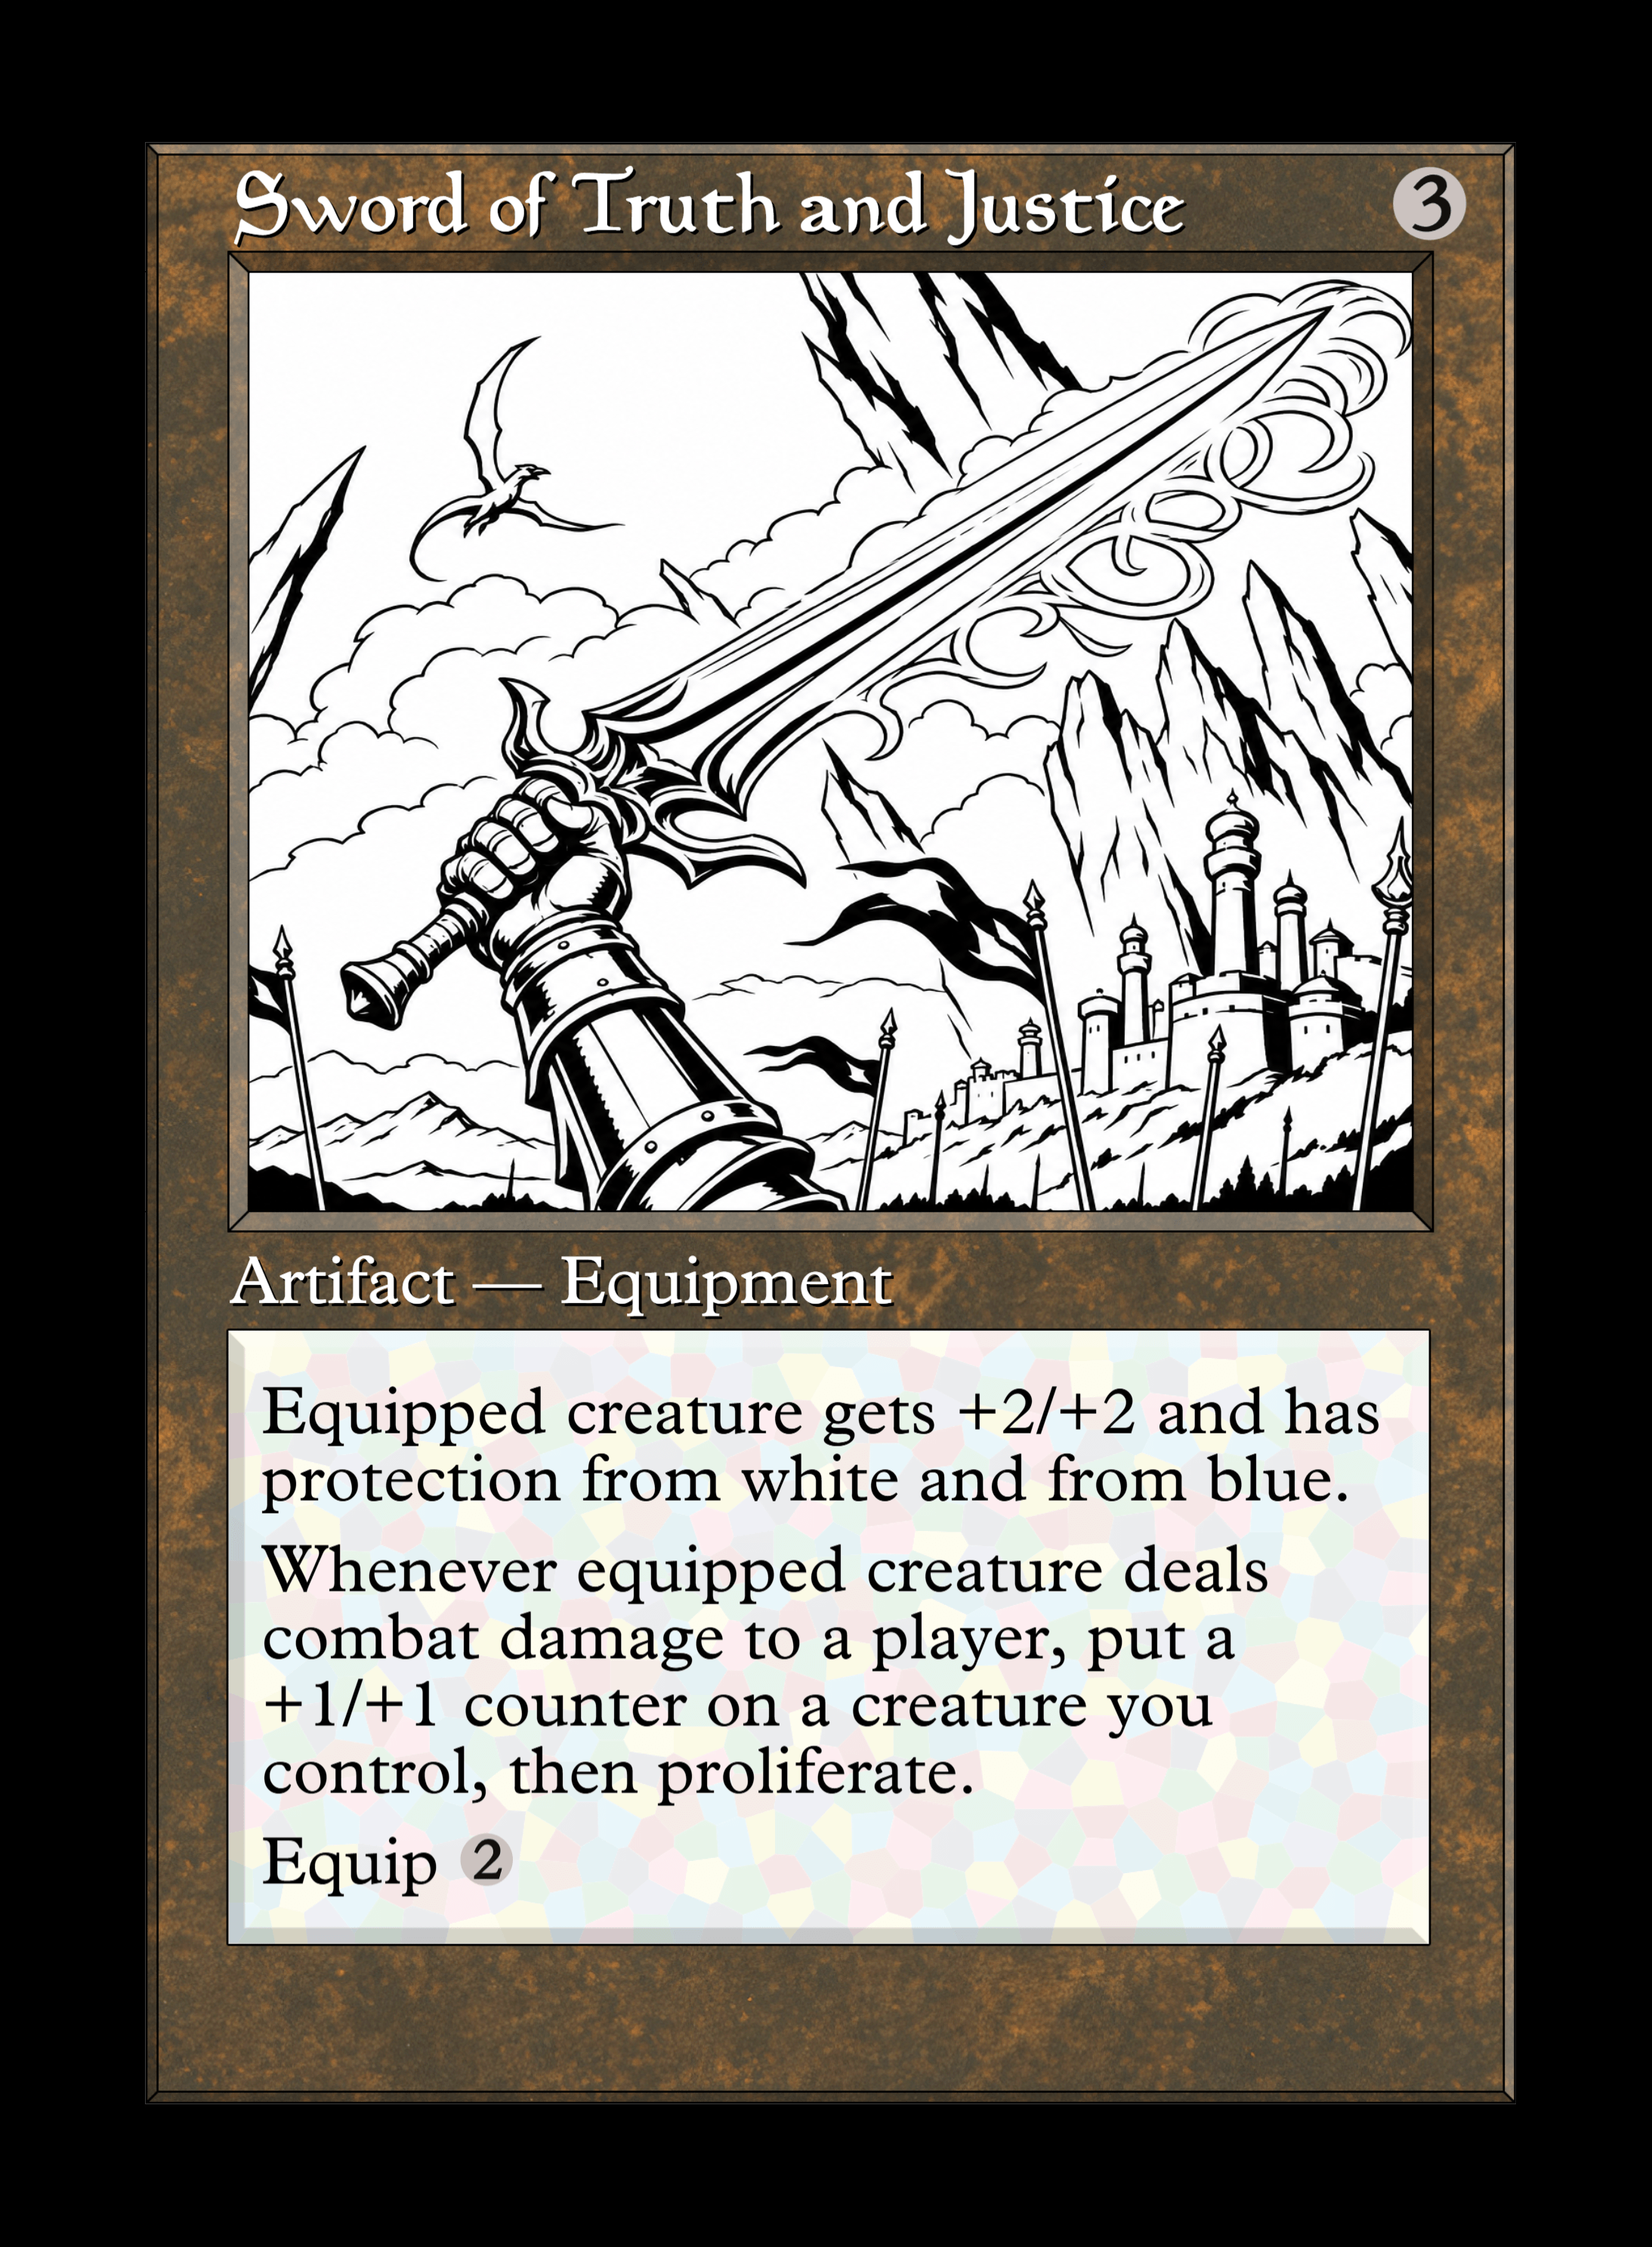 Sword of Truth and Justice 3
Artifact — Equipment
Equipped creature gets +2/+2 and has
protection from white and from blue.
Whenever equipped creature deals
combat damage to a player, put a
+1/+1 counter on a creature you
control, then proliferate.
Equip 2